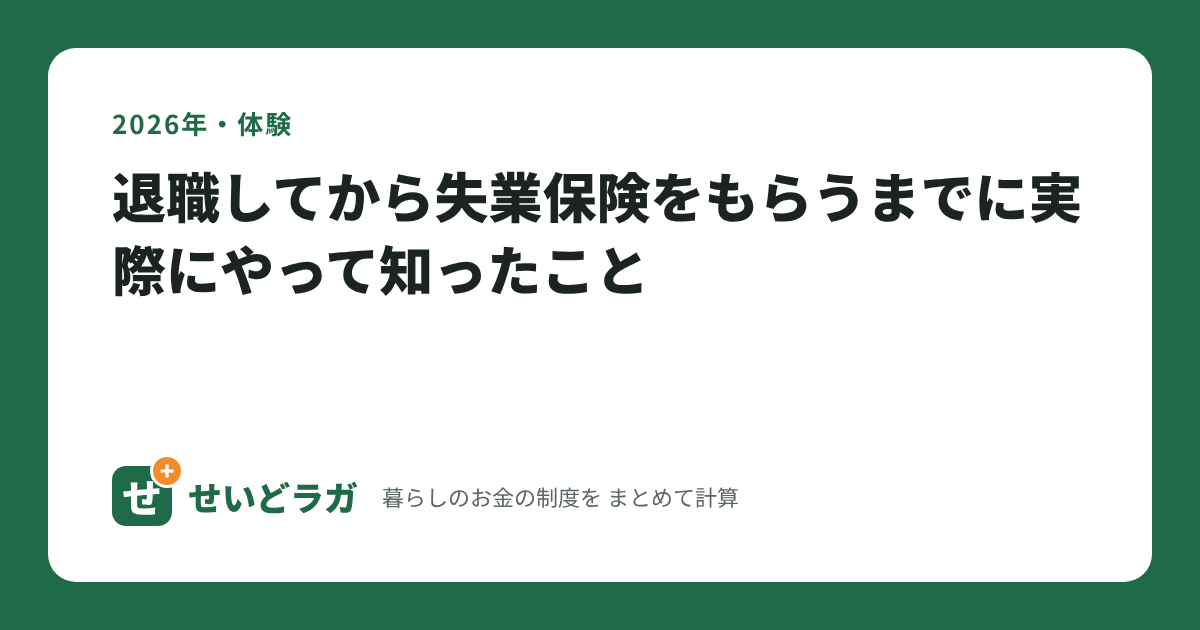 2026年・体験
退職してから失業保険をもらうまでに実
際にやって知ったこと
せ
+
せいどラガ
暮らしのお金の制度を まとめて計算